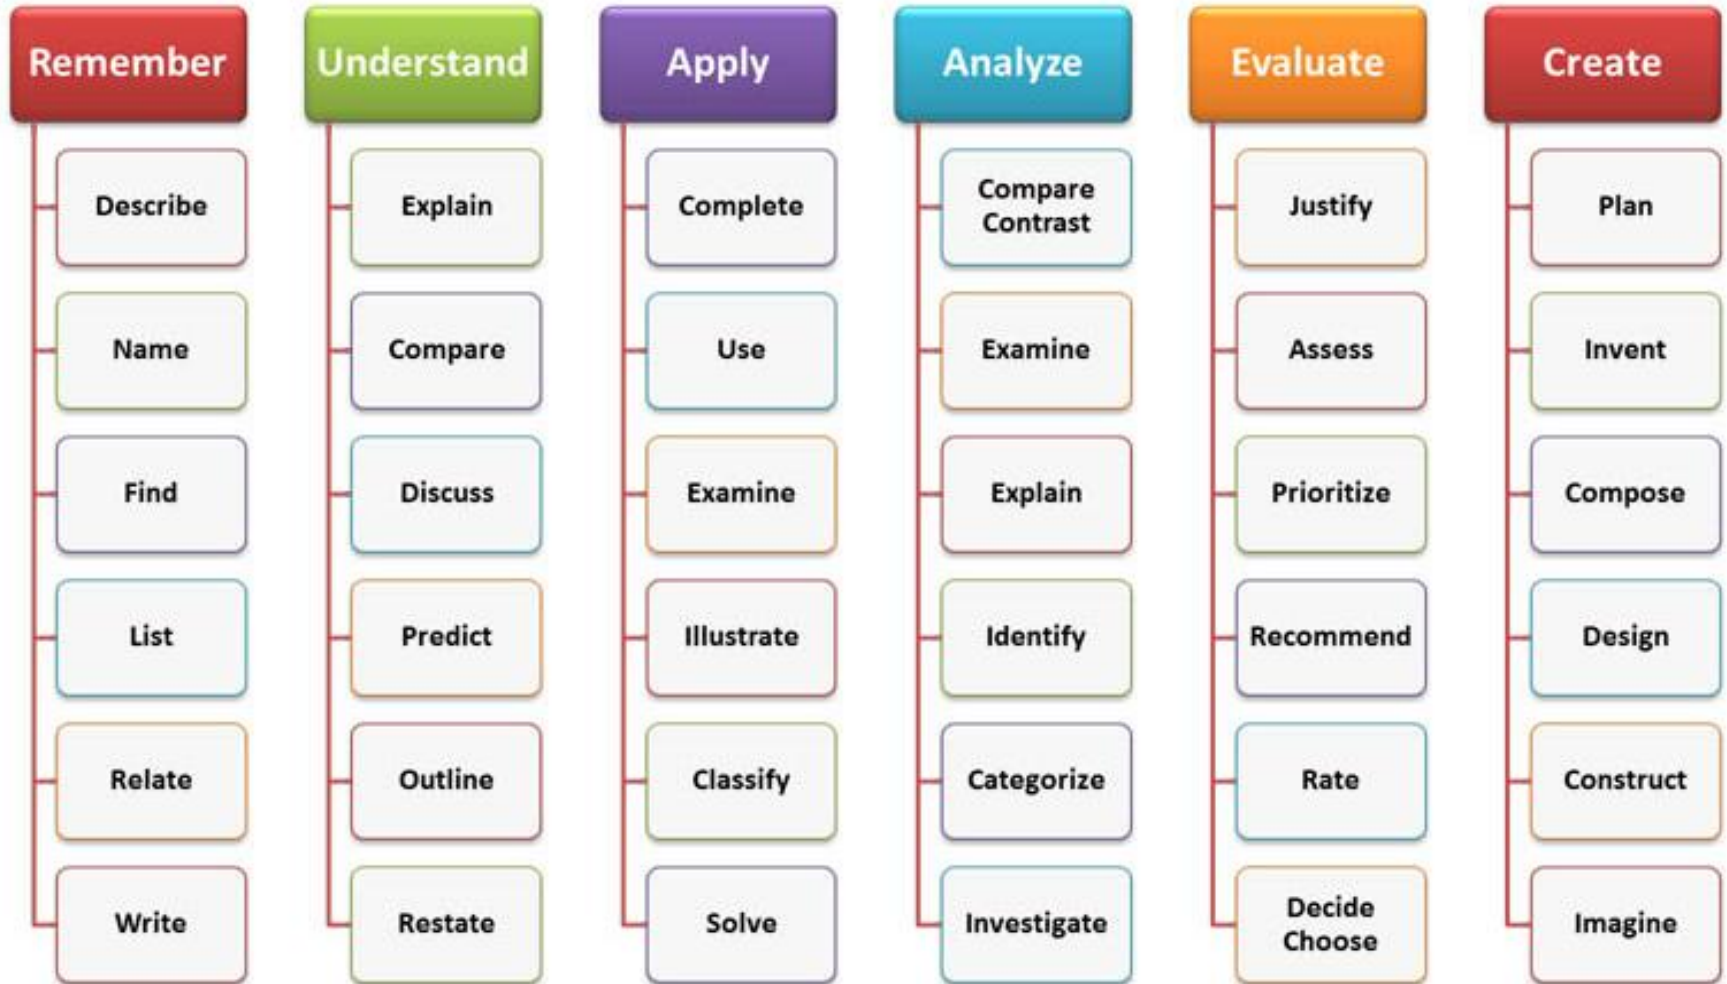 Remember
Describe
Name
Find
List
Relate
Write
Understand
Explain
Compare
Discuss
Predict
Outline
Restate
Apply
Complete
Use
Examine
Illustrate
Classify
Solve
Analyze
Compare
Contrast
Examine
Explain
Identify
Categorize
Investigate
Evaluate
Justify
Assess
Prioritize
Recommend
Rate
Decide
Choose
Create
Plan
Invent
Compose
Design
Construct
Imagine